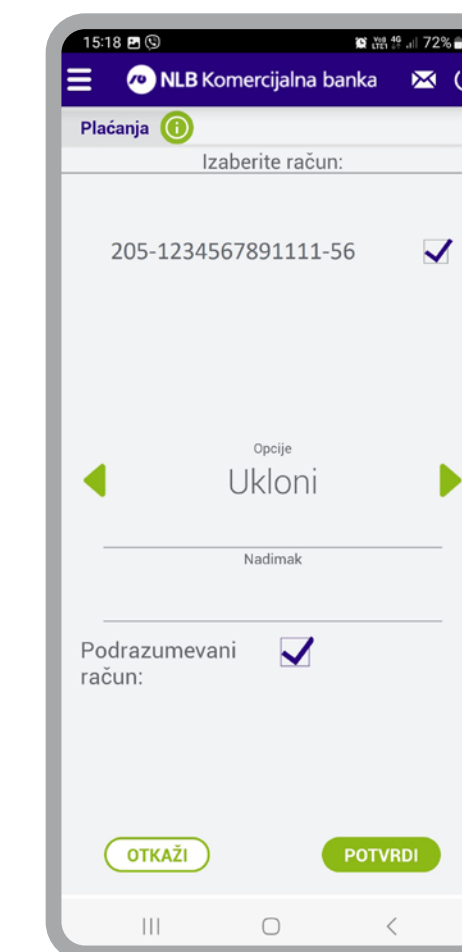 15:18 72%
NLB Komercijalna banka
Plaćanja
Izaberite račun:
205-1234567891111-56
Opcije
Ukloni
Nadimak
Podrazumevani
račun:
OTKAŽI POTVRDI